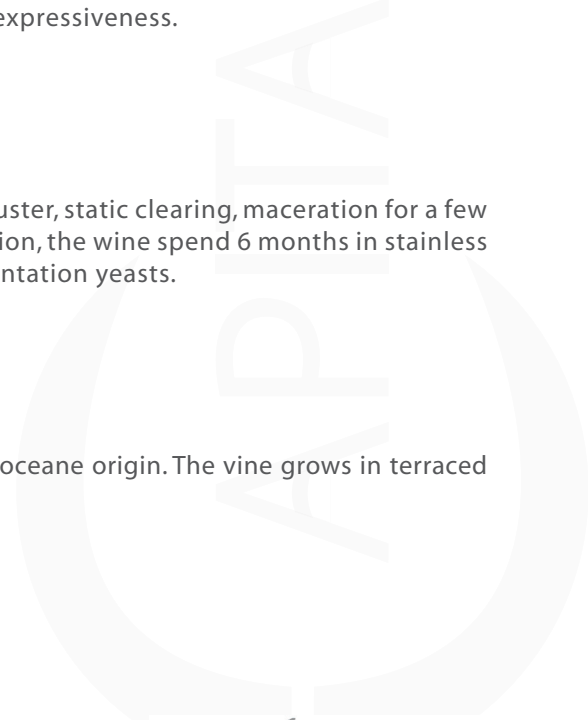 expressiveness.
uster, static clearing, maceration for a few
ion, the wine spend 6 months in stainless
ntation yeasts.
oceane origin. The vine grows in terraced
APITA